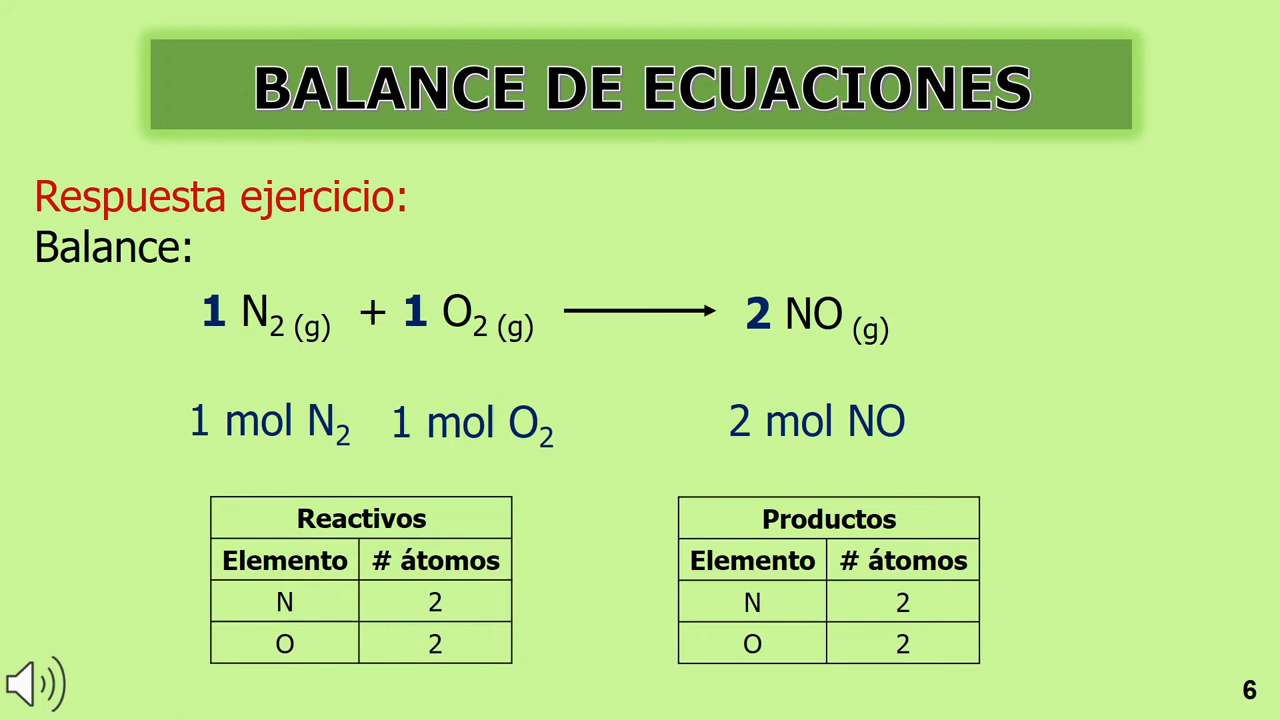 BALANCE DE ECUACIONES
Respuesta ejercicio:
Balance:
1 N2 (g) + 1 O2 (g) 2 NO (g)
1 mol N2 1 mol O2 2 mol NO
Reactivos
Elemento # átomos
N 2
O 2
Productos
Elemento # átomos
N 2
O 2
6